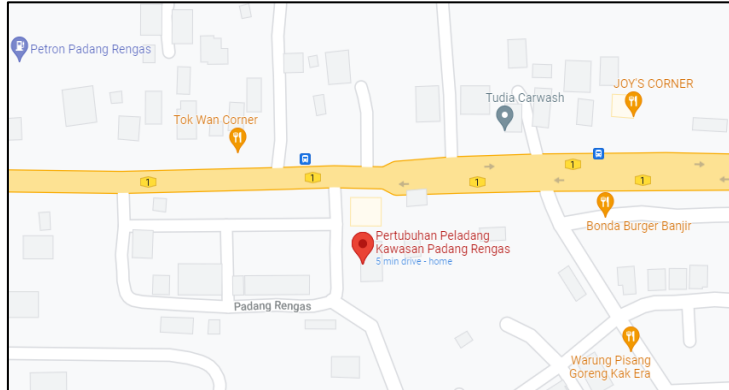 Petron Padang Rengas
JOY'S CORNER
Tudia Carwash
Tok Wan Corner
1
1
1
1
1
Bonda Burger Banjir
Pertubuhan Peladang
Kawasan Padang Rengas
5 min drive - home
Padang Rengas
Warung Pisang
Goreng Kak Era